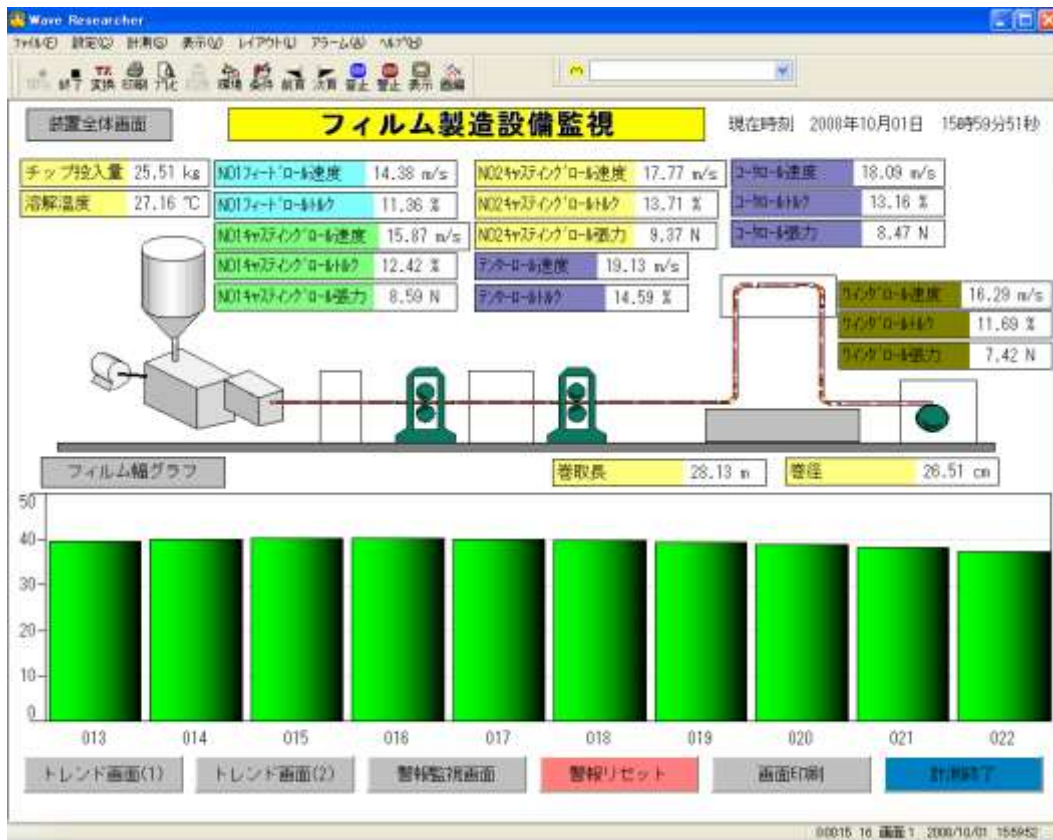 Wave Researcher
ファイル(F) 設定(C) 計測(S) 表示(V) レイアウト(L) アラーム(A) ヘルプ(H)
終了 変換 印刷 環境 条件 前頁 次頁 音止 警止 表示 画編
装置全体画面 フィルム製造設備監視 現在時刻 2008年10月01日 15時59分51秒
チップ投入量 25.51 kg NO1フィードロール速度 14.38 m/s NO2キャスティングロール速度 17.77 m/s コータロール速度 18.09 m/s
溶解温度 27.16 ℃ NO1フィードロールトルク 11.36 % NO2キャスティングロールトルク 13.71 % コータロールトルク 13.16 %
NO1キャスティングロール速度 15.87 m/s NO2キャスティングロール張力 9.37 N コータロール張力 8.47 N
NO1キャスティングロールトルク 12.42 % テンターロール速度 19.13 m/s
NO1キャスティングロール張力 8.59 N テンターロールトルク 14.59 % ワインダロール速度 16.29 m/s
ワインダロールトルク 11.69 %
ワインダロール張力 7.42 N
フィルム幅グラフ 巻取長 28.13 m 巻径 26.51 cm
50
40
30
20
10
0
013 014 015 016 017 018 019 020 021 022
トレンド画面(1) トレンド画面(2) 警報監視画面 警報リセット 画面印刷 計測終了
00015 16 画面1 2008/10/01 155952